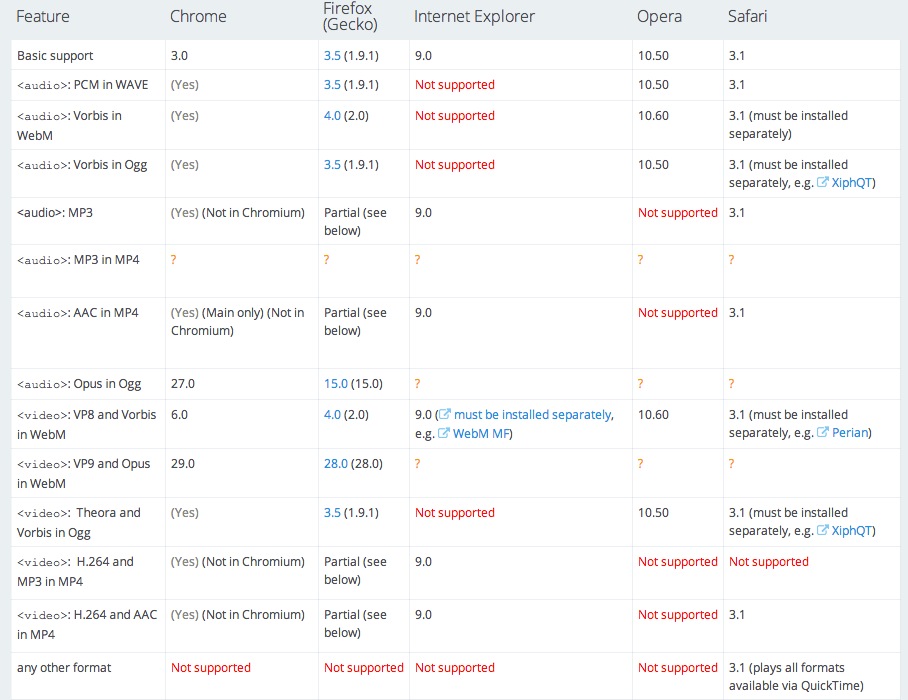 Feature Chrome Firefox (Gecko) Internet Explorer Opera Safari
Basic support 3.0 3.5 (1.9.1) 9.0 10.50 3.1
<audio>: PCM in WAVE (Yes) 3.5 (1.9.1) Not supported 10.50 3.1
<audio>: Vorbis in WebM (Yes) 4.0 (2.0) Not supported 10.60 3.1 (must be installed separately)
<audio>: Vorbis in Ogg (Yes) 3.5 (1.9.1) Not supported 10.50 3.1 (must be installed separately, e.g. XiphQT)
<audio>: MP3 (Yes) (Not in Chromium) Partial (see below) 9.0 Not supported 3.1
<audio>: MP3 in MP4 ? ? ? ? ?
<audio>: AAC in MP4 (Yes) (Main only) (Not in Chromium) Partial (see below) 9.0 Not supported 3.1
<audio>: Opus in Ogg 27.0 15.0 (15.0) ? ? ?
<video>: VP8 and Vorbis in WebM 6.0 4.0 (2.0) 9.0 (must be installed separately, e.g. WebM MF) 10.60 3.1 (must be installed separately, e.g. Perian)
<video>: VP9 and Opus in WebM 29.0 28.0 (28.0) ? ? ?
<video>: Theora and Vorbis in Ogg (Yes) 3.5 (1.9.1) Not supported 10.50 3.1 (must be installed separately, e.g. XiphQT)
<video>: H.264 and MP3 in MP4 (Yes) (Not in Chromium) Partial (see below) 9.0 Not supported Not supported
<video>: H.264 and AAC in MP4 (Yes) (Not in Chromium) Partial (see below) 9.0 Not supported 3.1
any other format Not supported Not supported Not supported Not supported 3.1 (plays all formats available via QuickTime)